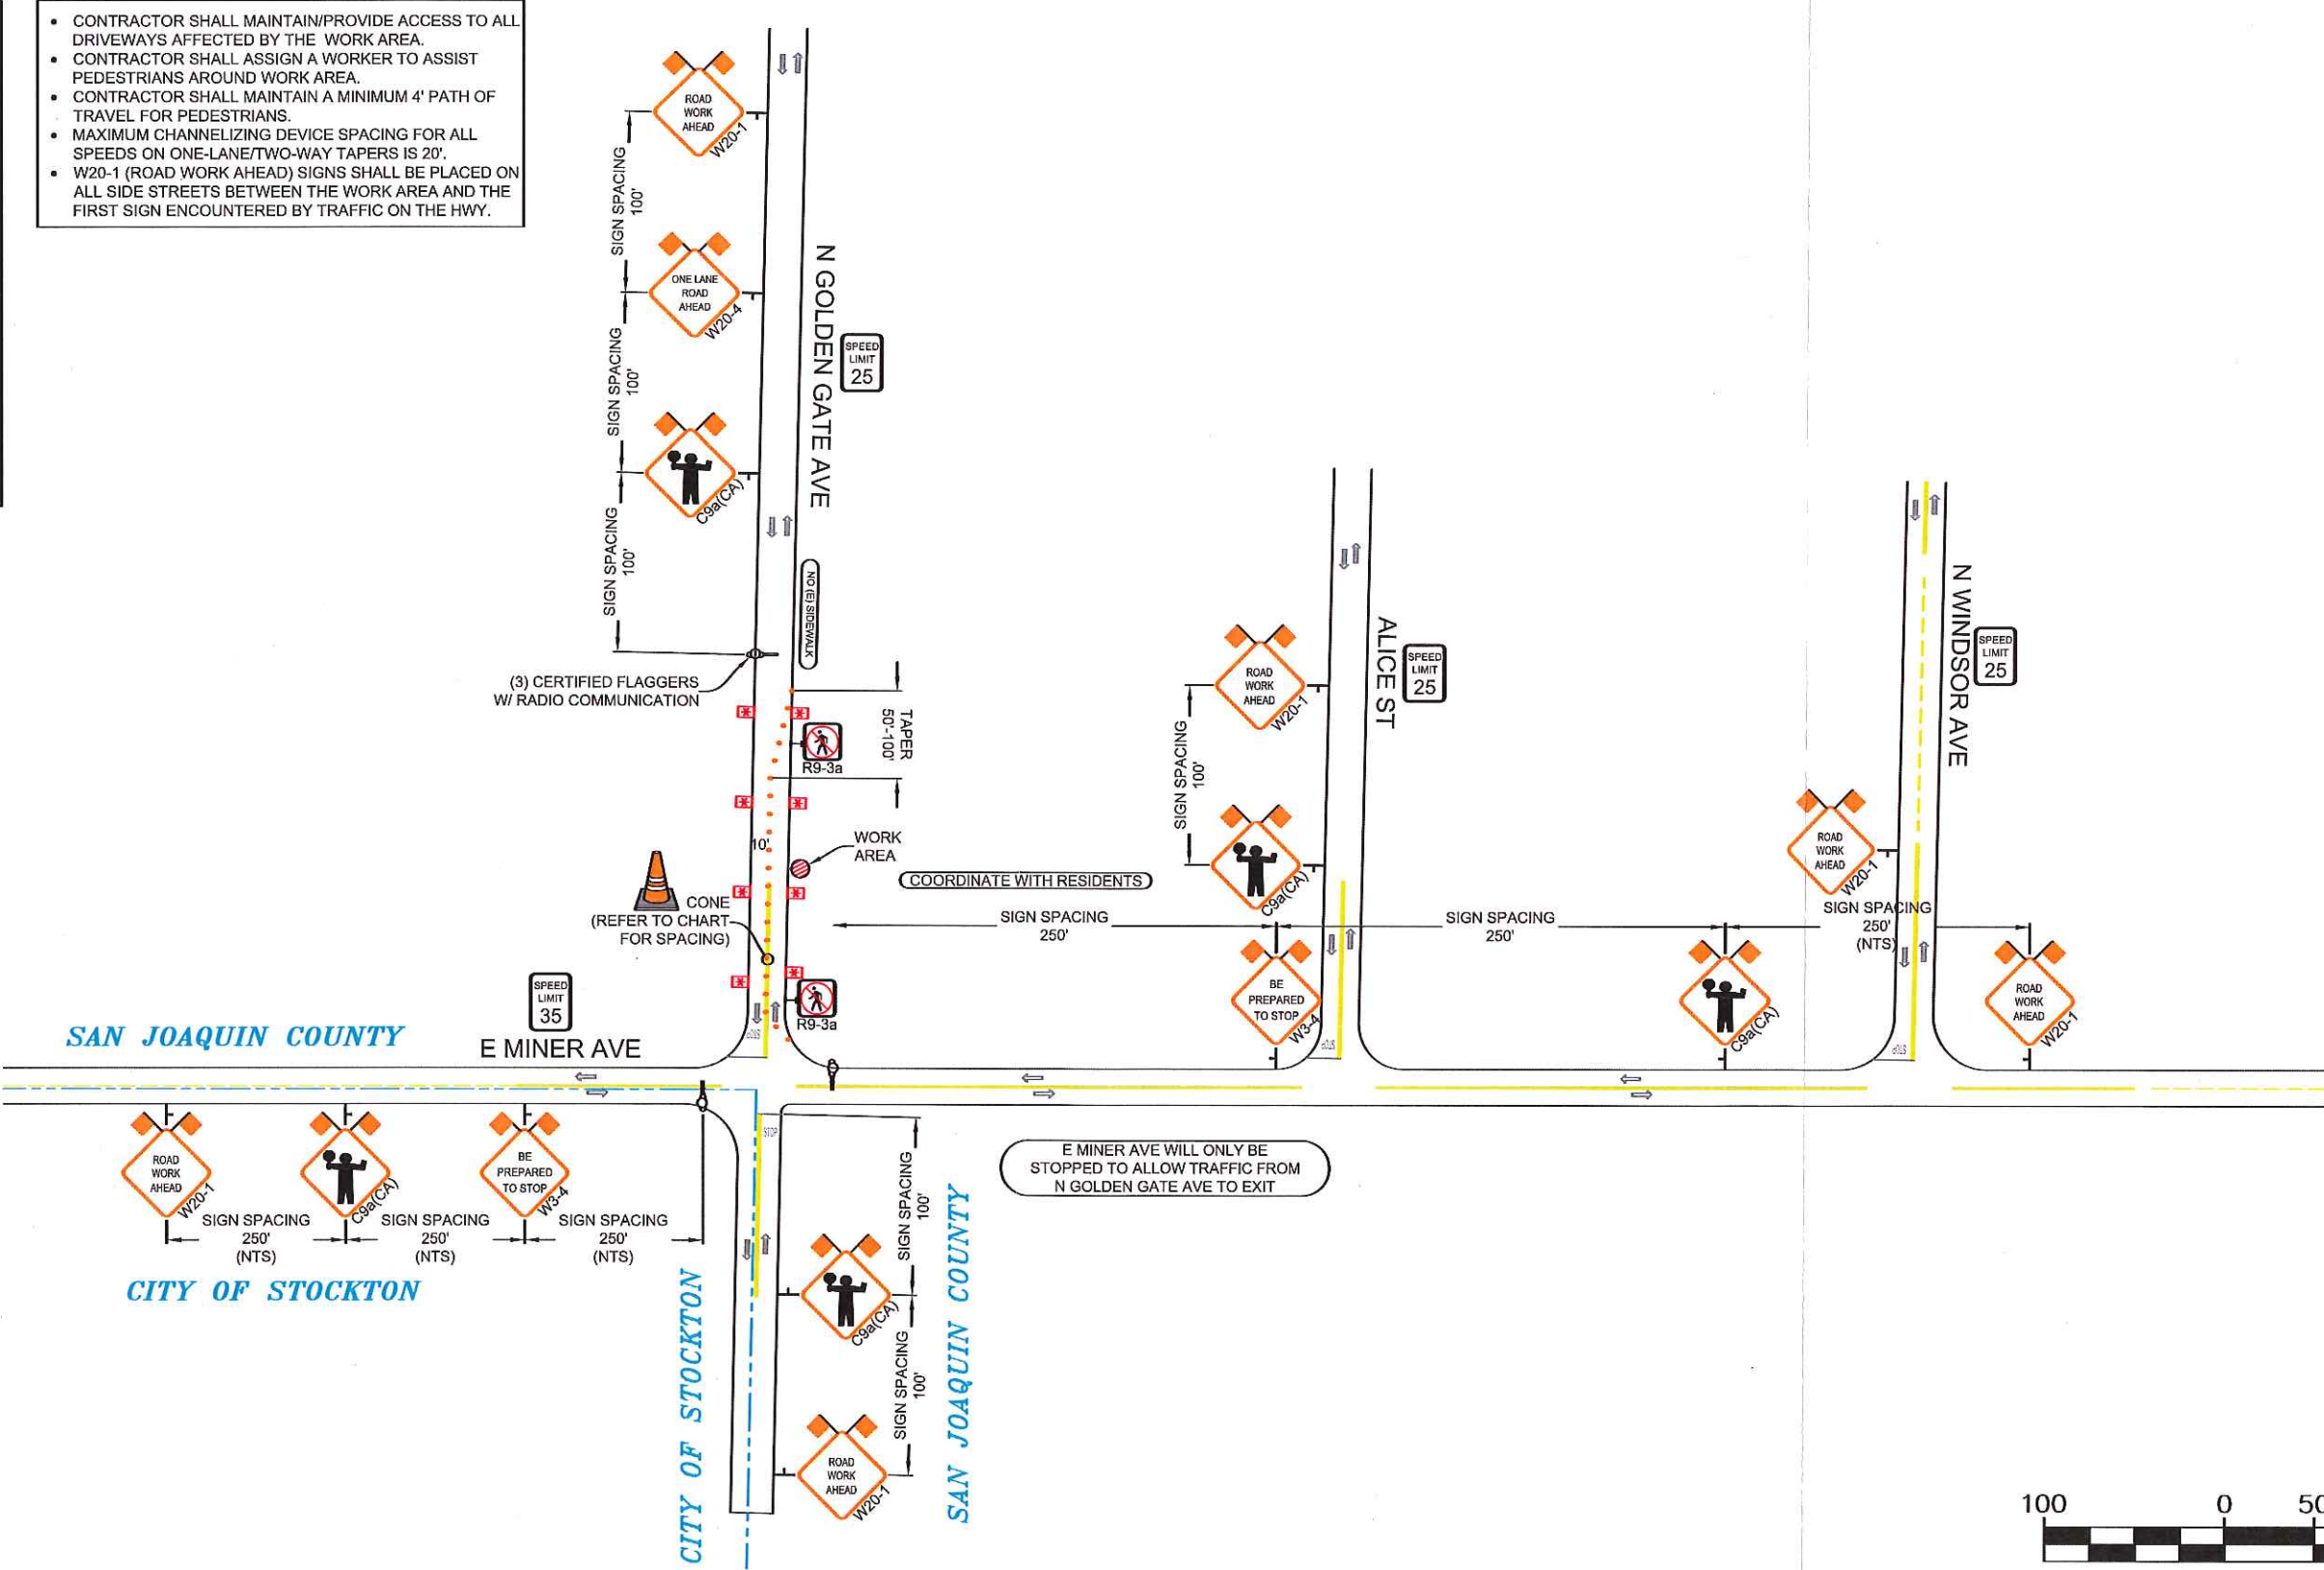 • CONTRACTOR SHALL MAINTAIN/PROVIDE ACCESS TO ALL
DRIVEWAYS AFFECTED BY THE WORK AREA.
• CONTRACTOR SHALL ASSIGN A WORKER TO ASSIST
PEDESTRIANS AROUND WORK AREA.
• CONTRACTOR SHALL MAINTAIN A MINIMUM 4' PATH OF
TRAVEL FOR PEDESTRIANS.
• MAXIMUM CHANNELIZING DEVICE SPACING FOR ALL
SPEEDS ON ONE-LANE/TWO-WAY TAPERS IS 20'.
• W20-1 (ROAD WORK AHEAD) SIGNS SHALL BE PLACED ON
ALL SIDE STREETS BETWEEN THE WORK AREA AND THE
FIRST SIGN ENCOUNTERED BY TRAFFIC ON THE HWY.
ROAD
WORK
AHEAD
W20-1
SIGN SPACING
100'
ONE LANE
ROAD
AHEAD
W20-4
SIGN SPACING
100'
C9a(CA)
SIGN SPACING
100'
N GOLDEN GATE AVE
SPEED
LIMIT
25
NO (E) SIDEWALK
(3) CERTIFIED FLAGGERS
W/ RADIO COMMUNICATION
TAPER
50'-100'
R9-3a
10'
WORK
AREA
CONE
(REFER TO CHART
FOR SPACING)
R9-3a
STOP
COORDINATE WITH RESIDENTS
SIGN SPACING
250'
ROAD
WORK
AHEAD
W20-1
SIGN SPACING
100'
C9a(CA)
ALICE ST
SPEED
LIMIT
25
BE
PREPARED
TO STOP
W3-4
STOP
SIGN SPACING
250'
C9a(CA)
N WINDSOR AVE
SPEED
LIMIT
25
ROAD
WORK
AHEAD
W20-1
SIGN SPACING
250'
(NTS)
STOP
ROAD
WORK
AHEAD
W20-1
SPEED
LIMIT
35
SAN JOAQUIN COUNTY
E MINER AVE
ROAD
WORK
AHEAD
W20-1
C9a(CA)
BE
PREPARED
TO STOP
W3-4
SIGN SPACING
250'
(NTS)
SIGN SPACING
250'
(NTS)
SIGN SPACING
250'
(NTS)
CITY OF STOCKTON
STOP
E MINER AVE WILL ONLY BE
STOPPED TO ALLOW TRAFFIC FROM
N GOLDEN GATE AVE TO EXIT
SIGN SPACING
100'
C9a(CA)
SIGN SPACING
100'
ROAD
WORK
AHEAD
W20-1
CITY OF STOCKTON
SAN JOAQUIN COUNTY
100 0 50